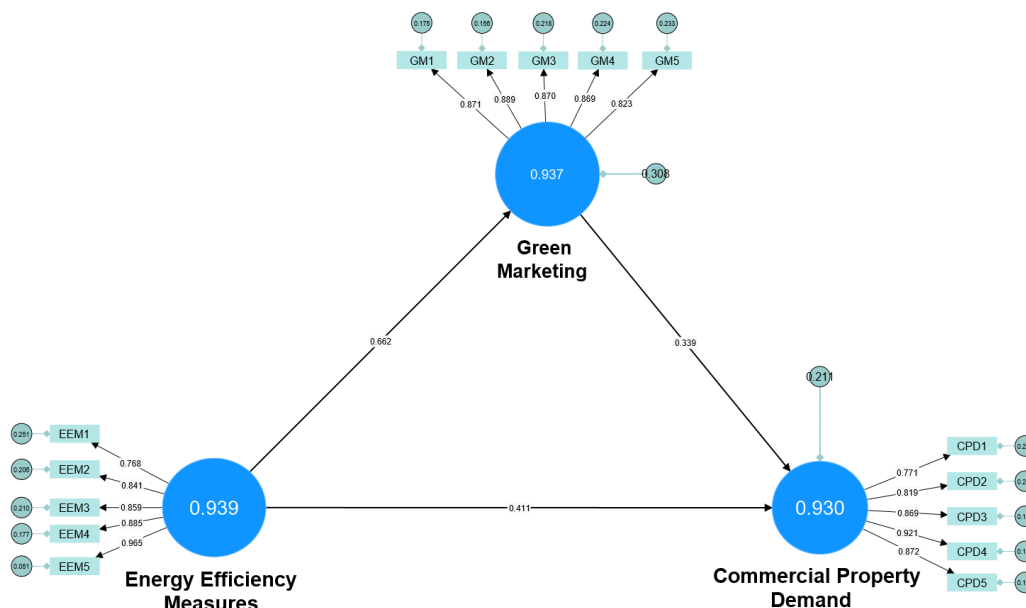 0.175 0.156 0.218 0.224 0.233
GM1 GM2 GM3 GM4 GM5
0.871 0.889 0.870 0.869 0.823
0.937
0.308
Green
Marketing
0.662
0.339
0.211
0.251 EEM1
0.768
0.206 EEM2
0.841
0.210 EEM3
0.859
0.177 EEM4
0.885
0.051 EEM5
0.965
0.939
0.411
0.930
CPD1
0.771
CPD2
0.819
CPD3
0.869
CPD4
0.921
CPD5
0.872
Energy Efficiency
Measures
Commercial Property
Demand